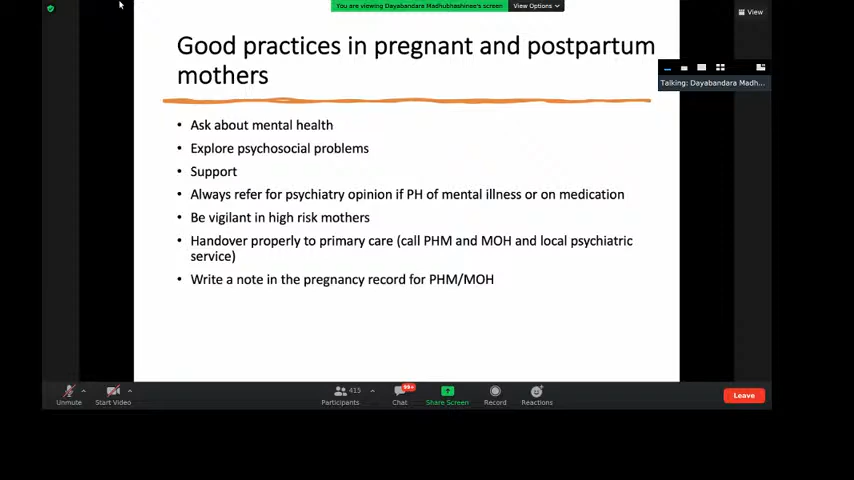 You are viewing Dayabandara Madhubhashinee's screen
View Options
View
Good practices in pregnant and postpartum
mothers
Talking: Dayabandara Madh...
• Ask about mental health
• Explore psychosocial problems
• Support
• Always refer for psychiatry opinion if PH of mental illness or on medication
• Be vigilant in high risk mothers
• Handover properly to primary care (call PHM and MOH and local psychiatric
service)
• Write a note in the pregnancy record for PHM/MOH
Unmute
Start Video
415
Participants
99+
Chat
Share Screen
Record
Reactions
Leave